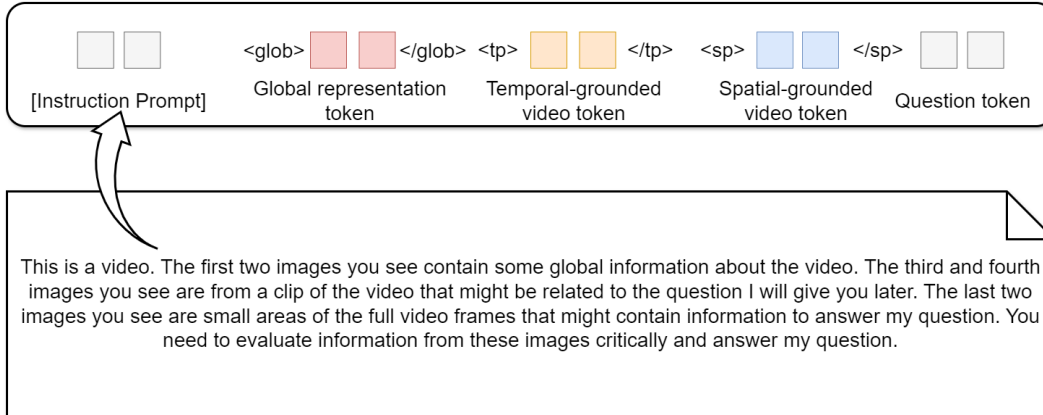 <glob> </glob> <tp> </tp> <sp> </sp>
[Instruction Prompt]
Global representation
token
Temporal-grounded
video token
Spatial-grounded
video token
Question token
This is a video. The first two images you see contain some global information about the video. The third and fourth
images you see are from a clip of the video that might be related to the question I will give you later. The last two
images you see are small areas of the full video frames that might contain information to answer my question. You
need to evaluate information from these images critically and answer my question.